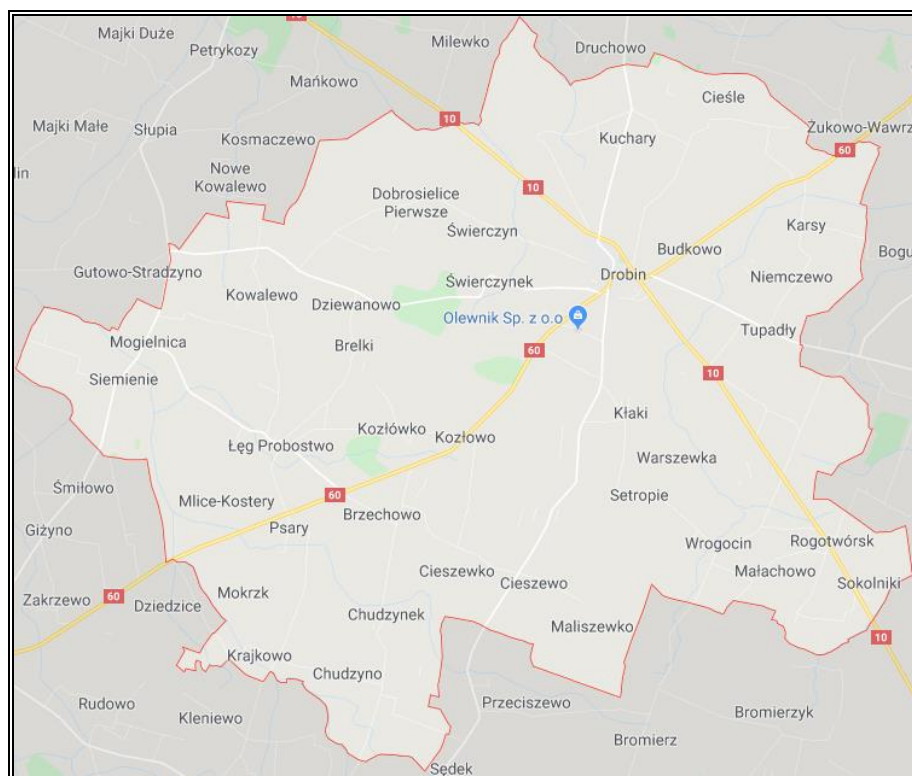 10
Majki Duże
Petrykozy
Milewko
Druchowo
Mańkowo
Cieśle
10
Majki Małe
Słupia
Kosmaczewo
Kuchary
Żukowo-Wawrz
60
lin
Nowe
Kowalewo
Dobrosielice
Pierwsze
10
Świerczyn
Karsy
Budkowo
Bogu
Gutowo-Stradzyno
Kowalewo
Dziewanowo
Świerczynek
Drobin
Niemczewo
Olewnik Sp. z o.o
Tupadły
Mogielnica
Brelki
60
Siemienie
10
Kłaki
Kozłówko
Kozłowo
Łęg Probostwo
Warszewka
Śmiłowo
Mlice-Kostery
60
Setropie
Giżyno
Psary
Brzechowo
Wrogocin
Rogotwórsk
Cieszewko
Cieszewo
Małachowo
Sokolniki
Zakrzewo
60
Dziedzice
Mokrzk
Chudzynek
Maliszewko
10
Krajkowo
Chudzyno
Rudowo
Kleniewo
Przeciszewo
Bromierzyk
Bromierz
Sędek